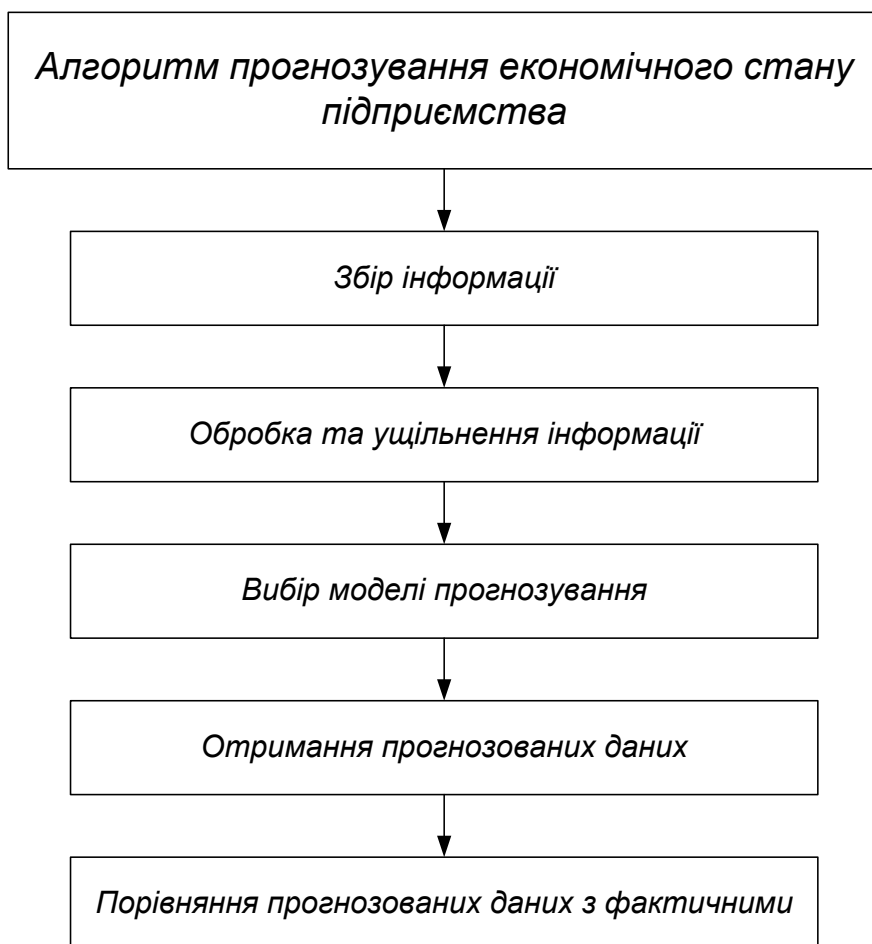 Алгоритм прогнозування економічного стану
підприємства
Збір інформації
Обробка та ущільнення інформації
Вибір моделі прогнозування
Отримання прогнозованих даних
Порівняння прогнозованих даних з фактичними